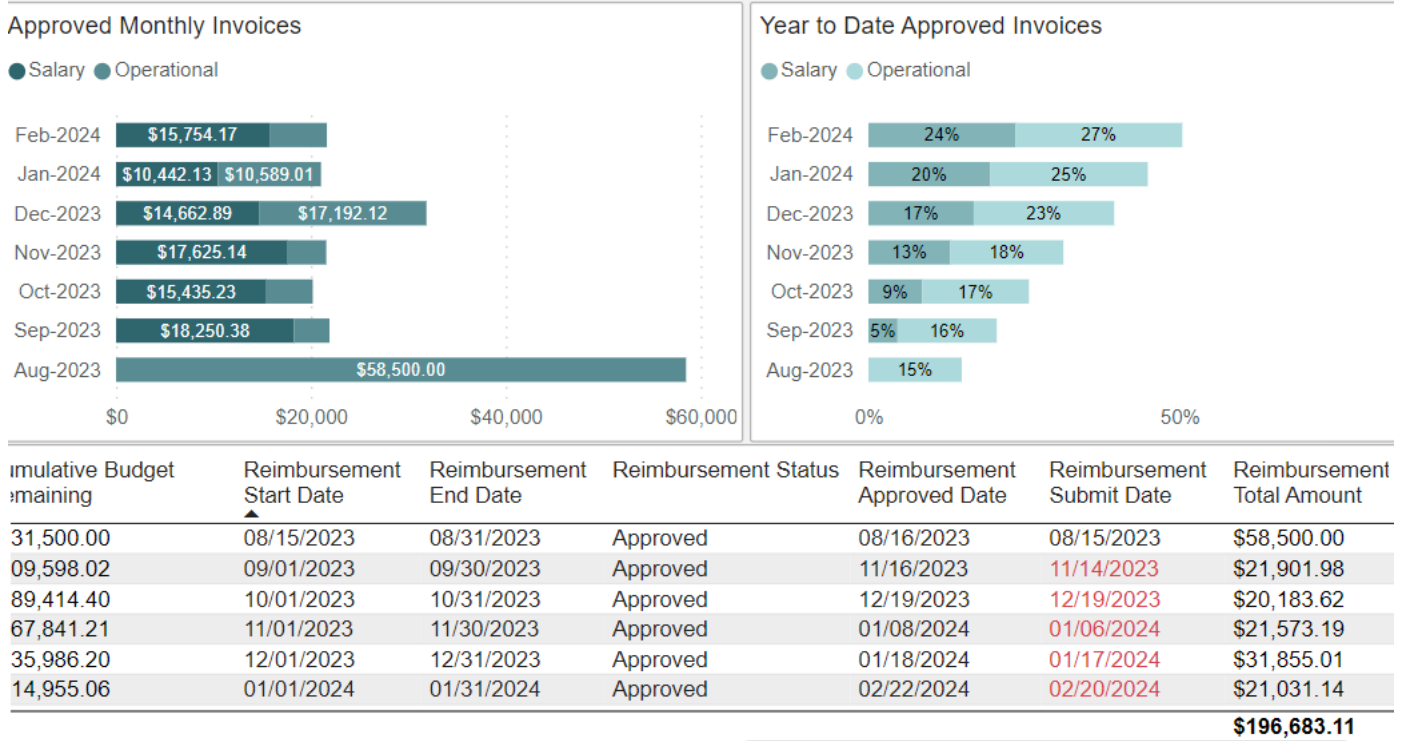 Approved Monthly Invoices
Salary Operational
Feb-2024 $15,754.17
Jan-2024 $10,442.13 $10,589.01
Dec-2023 $14,662.89 $17,192.12
Nov-2023 $17,625.14
Oct-2023 $15,435.23
Sep-2023 $18,250.38
Aug-2023 $58,500.00
$0 $20,000 $40,000 $60,000
Year to Date Approved Invoices
Salary Operational
Feb-2024 24% 27%
Jan-2024 20% 25%
Dec-2023 17% 23%
Nov-2023 13% 18%
Oct-2023 9% 17%
Sep-2023 5% 16%
Aug-2023 15%
0% 50%
umulative Budget Reimbursement Reimbursement Reimbursement Status Reimbursement Reimbursement Reimbursement
emaining Start Date End Date Approved Date Submit Date Total Amount
31,500.00 08/15/2023 08/31/2023 Approved 08/16/2023 08/15/2023 $58,500.00
09,598.02 09/01/2023 09/30/2023 Approved 11/16/2023 11/14/2023 $21,901.98
89,414.40 10/01/2023 10/31/2023 Approved 12/19/2023 12/19/2023 $20,183.62
67,841.21 11/01/2023 11/30/2023 Approved 01/08/2024 01/06/2024 $21,573.19
35,986.20 12/01/2023 12/31/2023 Approved 01/18/2024 01/17/2024 $31,855.01
14,955.06 01/01/2024 01/31/2024 Approved 02/22/2024 02/20/2024 $21,031.14
$196,683.11